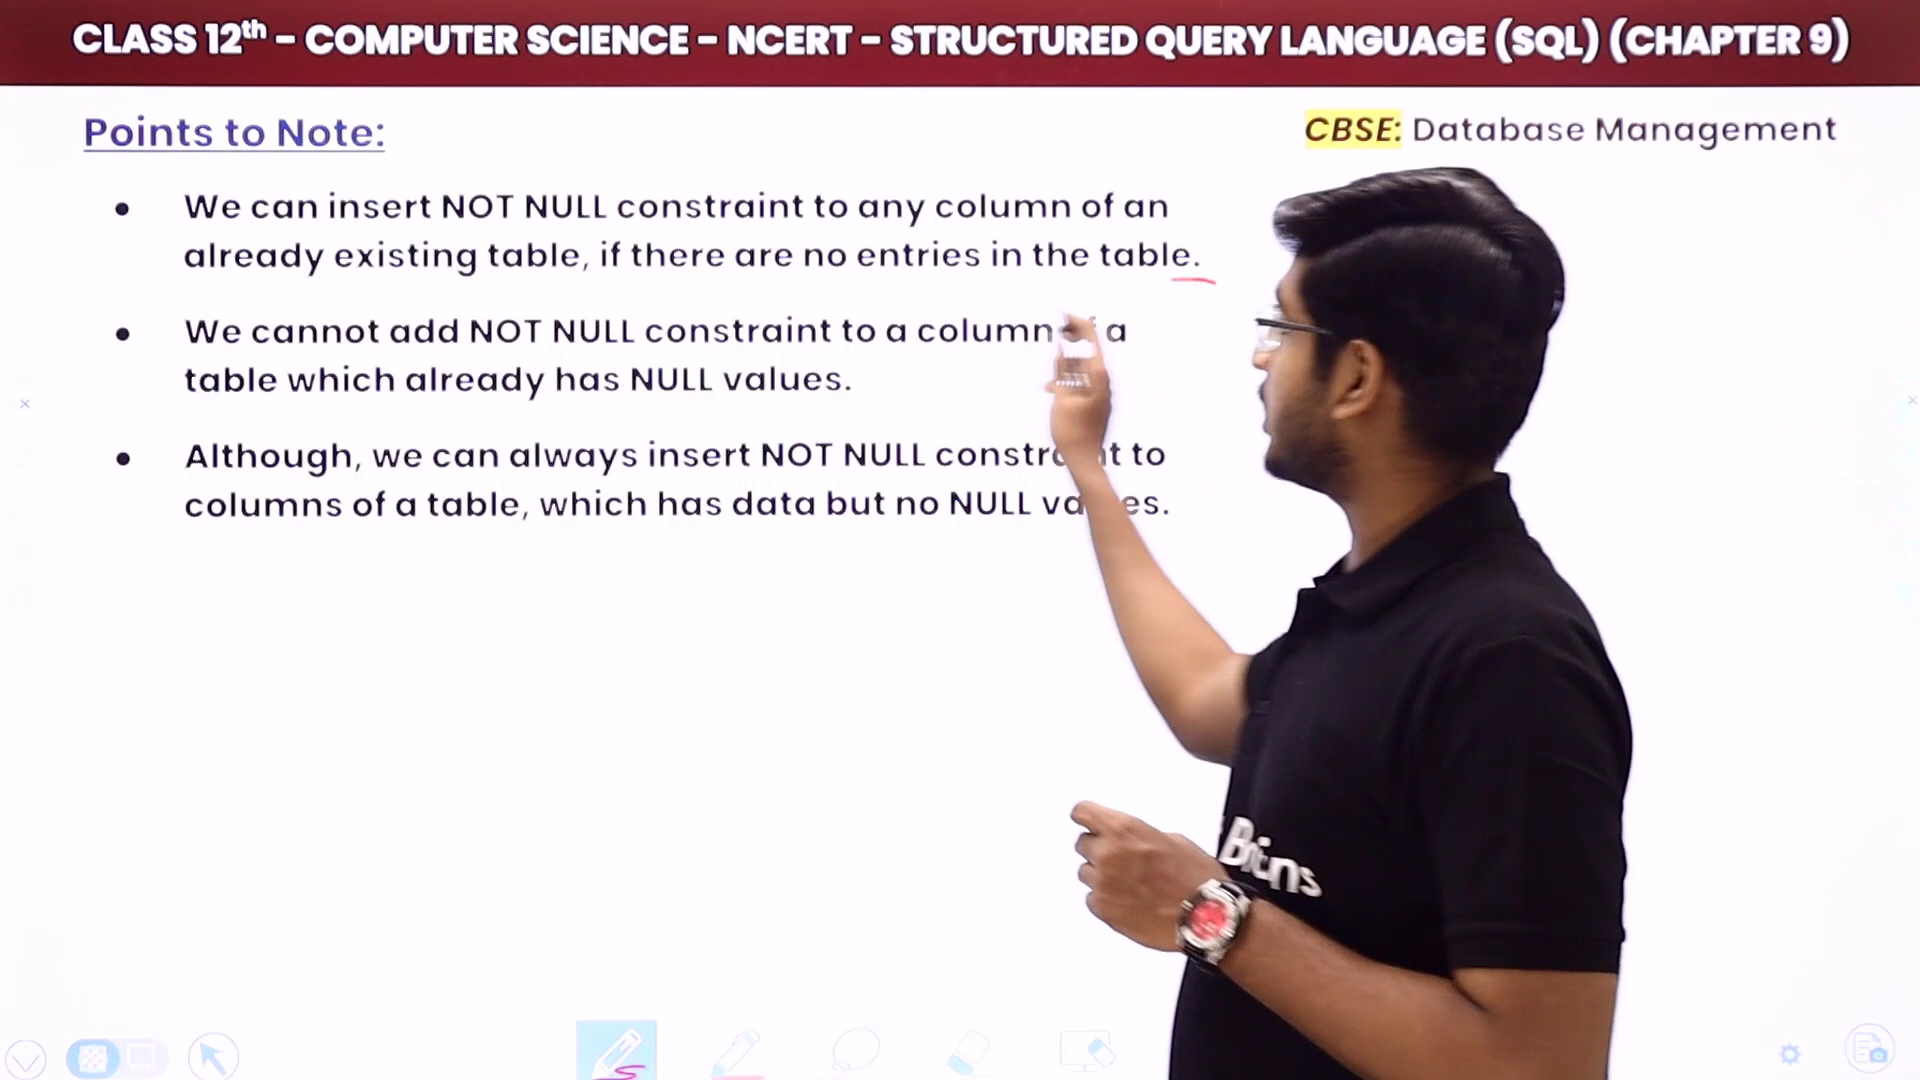 CLASS 12th – COMPUTER SCIENCE – NCERT – STRUCTURED QUERY LANGUAGE (SQL) (CHAPTER 9)
Points to Note:
CBSE: Database Management
• We can insert NOT NULL constraint to any column of an
already existing table, if there are no entries in the table.
• We cannot add NOT NULL constraint to a column a
table which already has NULL values.
• Although, we can always insert NOT NULL to
columns of a table, which has data but no NULL